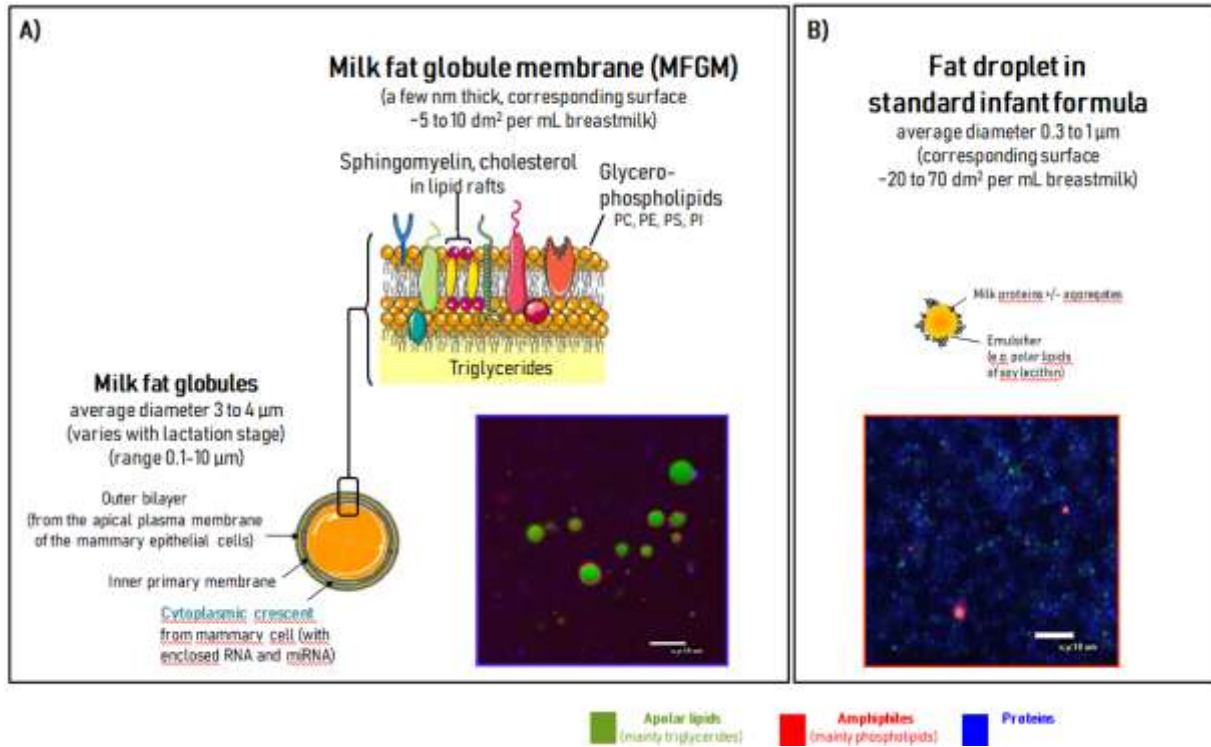 A)
Milk fat globule membrane (MFGM)
(a few nm thick, corresponding surface
~5 to 10 dm² per mL breastmilk)
Sphingomyelin, cholesterol
in lipid rafts
Glycero-
phospholipids
PC, PE, PS, PI
Triglycerides
Milk fat globules
average diameter 3 to 4 µm
(varies with lactation stage)
(range 0.1-10 µm)
Outer bilayer
(from the apical plasma membrane
of the mammary epithelial cells)
Inner primary membrane
Cytoplasmic crescent
from mammary cell (with
enclosed RNA and miRNA)
B)
Fat droplet in
standard infant formula
average diameter 0.3 to 1 µm
(corresponding surface
~20 to 70 dm² per mL breastmilk)
Milk proteins +/- aggregates
Emulsifier
(e.g. polar lipids
of soy lecithin)
Apolar lipids
(mainly triglycerides)
Amphiphiles
(mainly phospholipids)
Proteins